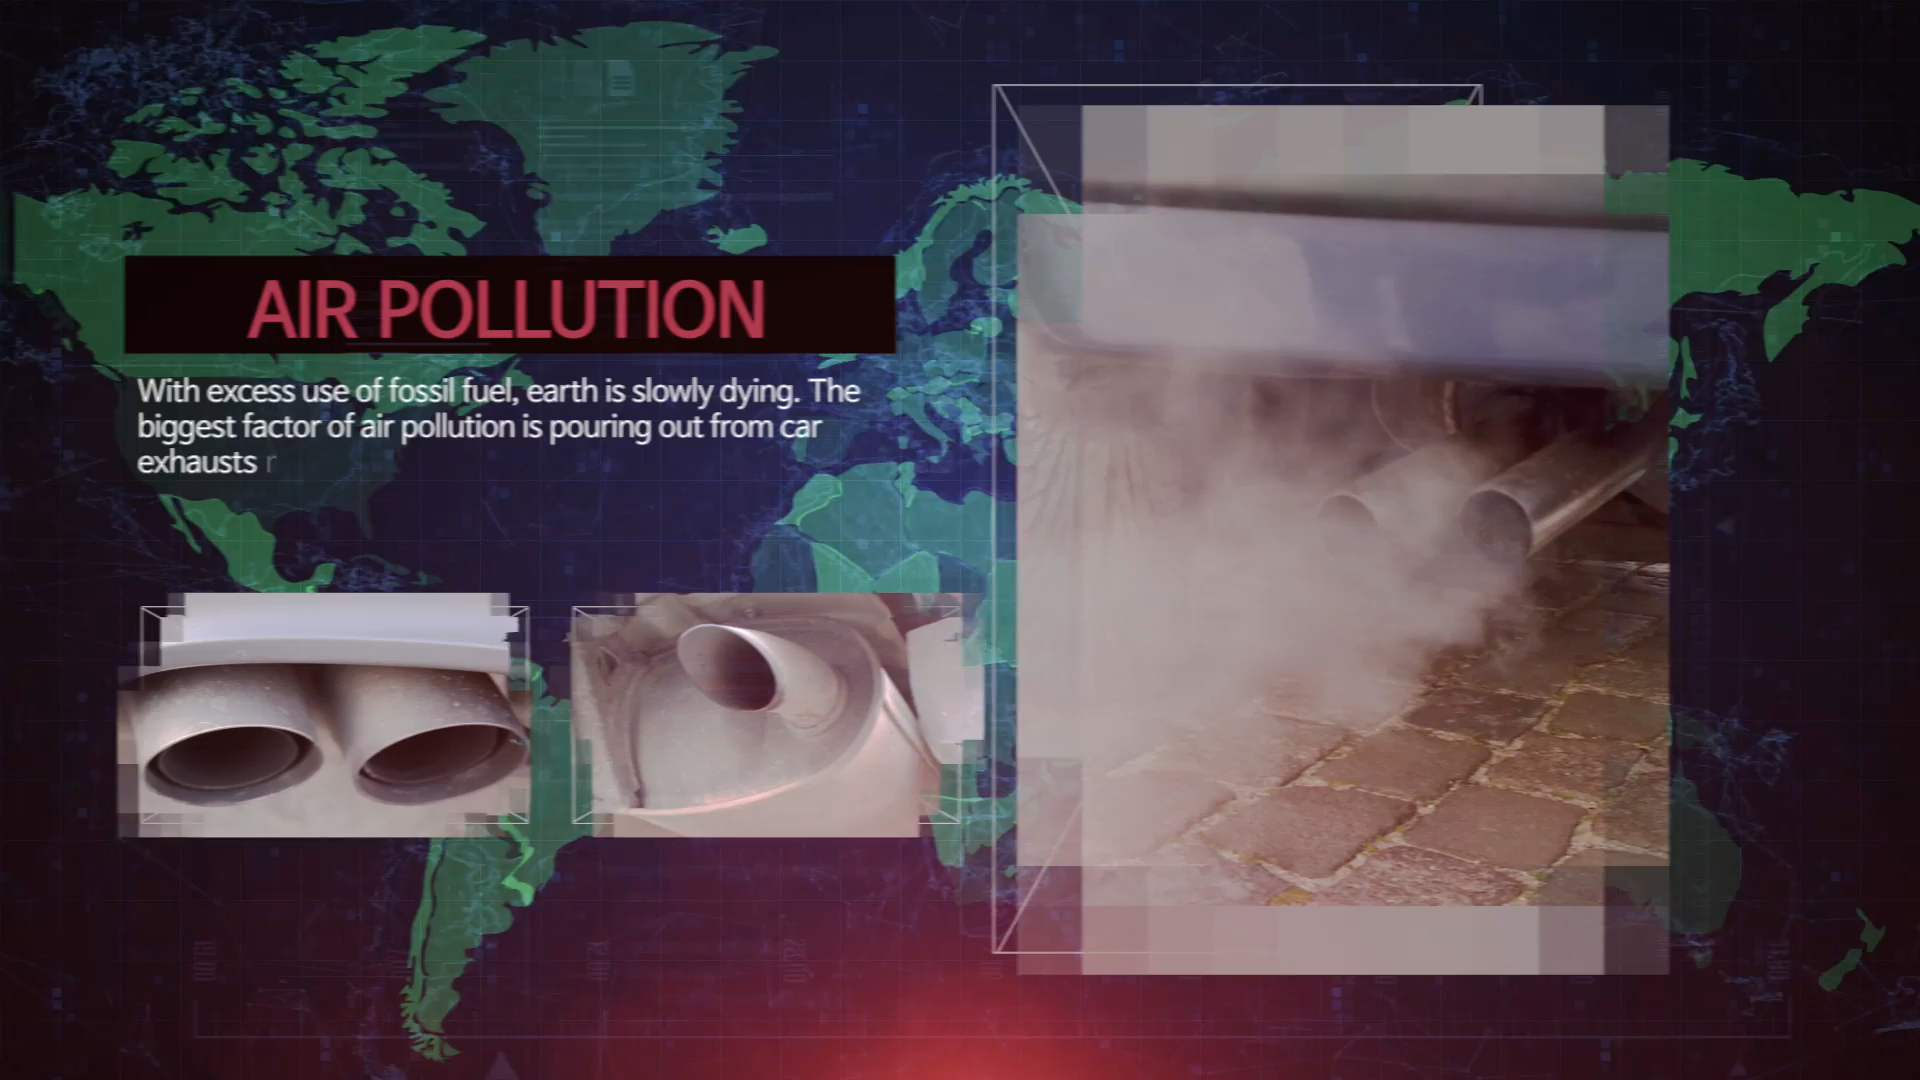 AIR POLLUTION
With excess use of fossil fuel, earth is slowly dying. The
biggest factor of air pollution is pouring out from car
exhausts r